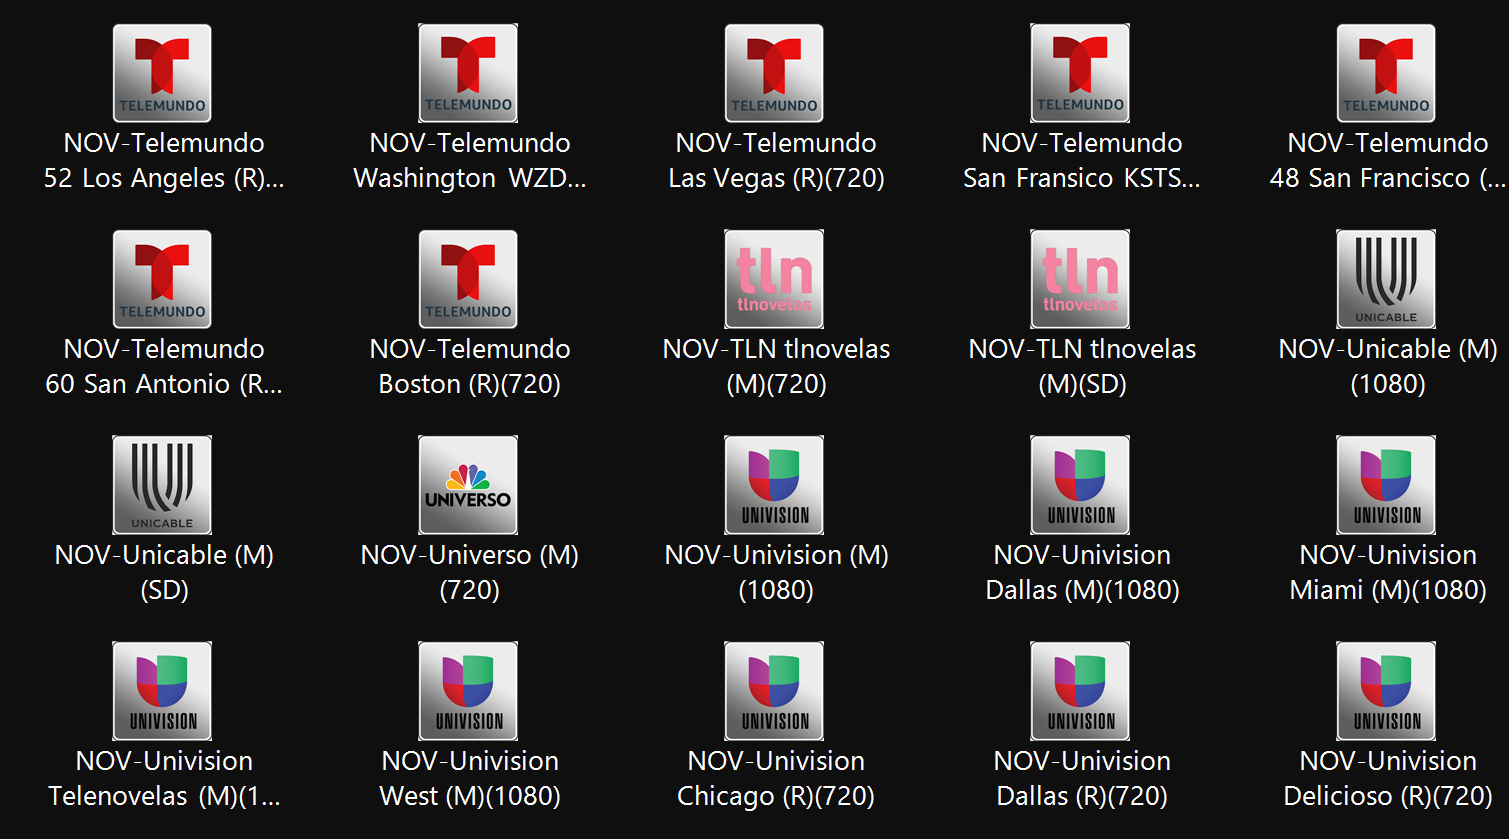 TELEMUNDO
NOV-Telemundo
52 Los Angeles (R)...
TELEMUNDO
NOV-Telemundo
Washington WZD...
TELEMUNDO
NOV-Telemundo
Las Vegas (R)(720)
TELEMUNDO
NOV-Telemundo
San Fransico KSTS...
TELEMUNDO
NOV-Telemundo
48 San Francisco (...
TELEMUNDO
NOV-Telemundo
60 San Antonio (R...
TELEMUNDO
NOV-Telemundo
Boston (R)(720)
tln
tlnovelas
NOV-TLN tlnovelas
(M)(720)
tln
tlnovelas
NOV-TLN tlnovelas
(M)(SD)
UNICABLE
NOV-Unicable (M)
(1080)
UNICABLE
NOV-Unicable (M)
(SD)
UNIVERSO
NOV-Universo (M)
(720)
UNIVISION
NOV-Univision (M)
(1080)
UNIVISION
NOV-Univision
Dallas (M)(1080)
UNIVISION
NOV-Univision
Miami (M)(1080)
UNIVISION
NOV-Univision
Telenovelas (M)(1...
UNIVISION
NOV-Univision
West (M)(1080)
UNIVISION
NOV-Univision
Chicago (R)(720)
UNIVISION
NOV-Univision
Dallas (R)(720)
UNIVISION
NOV-Univision
Delicioso (R)(720)